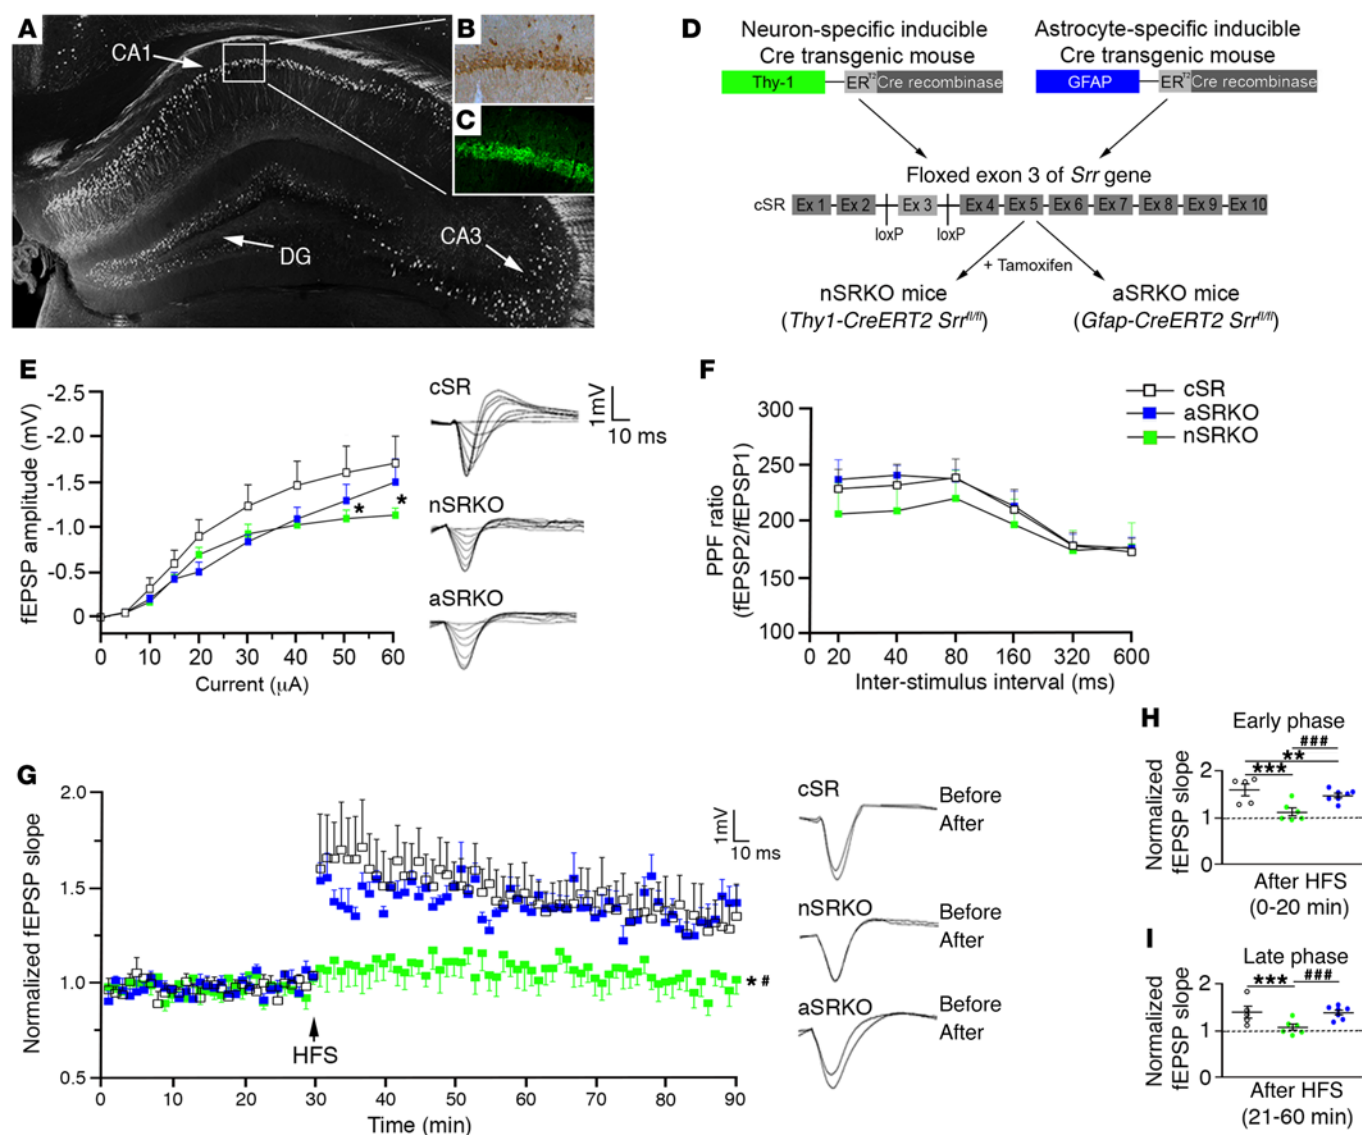 A
CA1
DG
CA3
B
C
D
Neuron-specific inducible
Cre transgenic mouse
Thy-1
ERT2
Cre recombinase
Astrocyte-specific inducible
Cre transgenic mouse
GFAP
ERT2
Cre recombinase
Floxed exon 3 of Srr gene
cSR
Ex 1
Ex 2
Ex 3
Ex 4
Ex 5
Ex 6
Ex 7
Ex 8
Ex 9
Ex 10
loxP
loxP
+ Tamoxifen
nSRKO mice
(Thy1-CreERT2 Srrfl/fl)
aSRKO mice
(Gfap-CreERT2 Srrfl/fl)
E
fEPSP amplitude (mV)
-2.5
-2.0
-1.5
-1.0
-0.5
0
* *
0 10 20 30 40 50 60
Current (µA)
cSR
1mV
10 ms
nSRKO
aSRKO
F
PPF ratio
(fEPSP2/fEPSP1)
300
250
200
150
100
0 20 40 80 160 320 600
Inter-stimulus interval (ms)
cSR
aSRKO
nSRKO
G
Normalized fEPSP slope
2.0
1.5
1.0
0.5
HFS
* #
0 10 20 30 40 50 60 70 80 90
Time (min)
1mV
10 ms
cSR
Before
After
nSRKO
Before
After
aSRKO
Before
After
H
Early phase
###
**
***
Normalized
fEPSP slope
2
1
0
After HFS
(0-20 min)
I
Late phase
*** ###
Normalized
fEPSP slope
2
1
0
After HFS
(21-60 min)